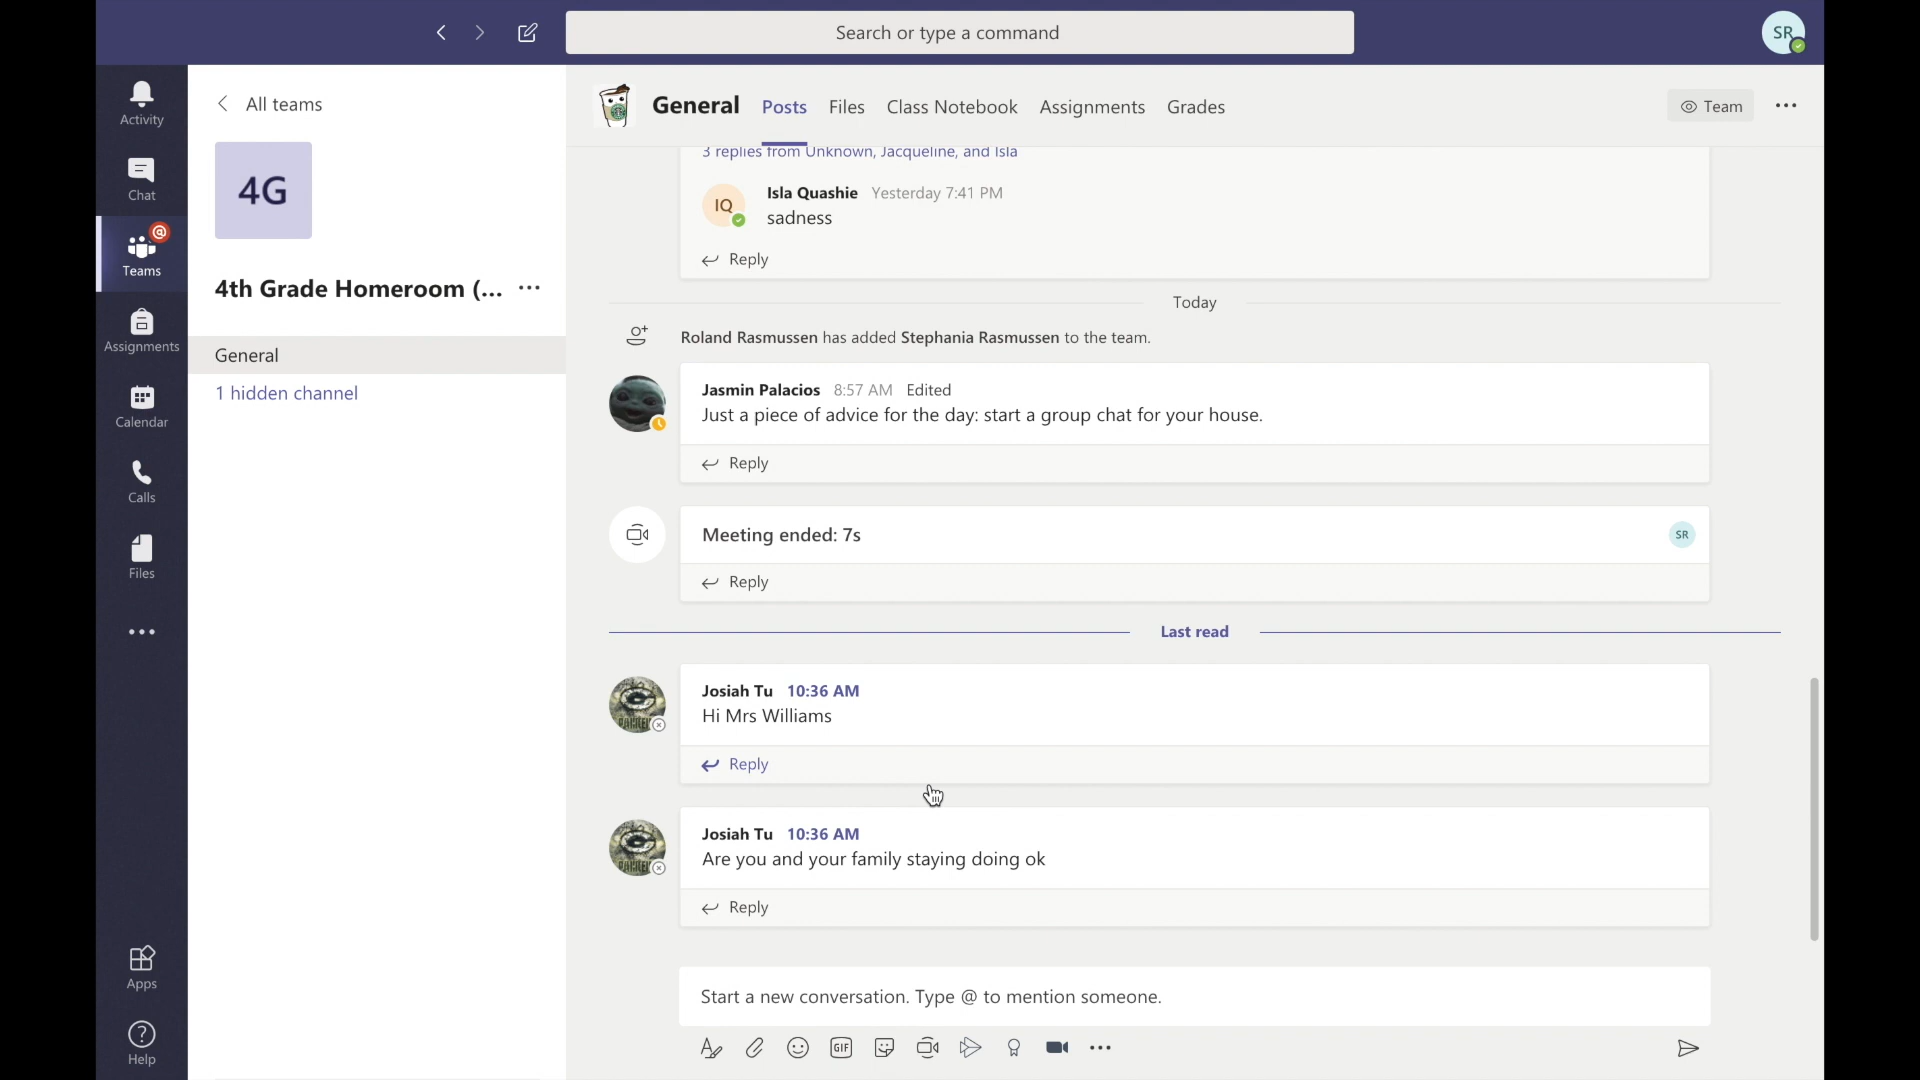 Search or type a command
SR
Activity
Chat
Teams
Assignments
Calendar
Calls
Files
Apps
Help
All teams
4G
4th Grade Homeroom (...
General
1 hidden channel
General
Posts
Files
Class Notebook
Assignments
Grades
Team
3 replies from Unknown, Jacqueline, and Isla
IQ
Isla Quashie Yesterday 7:41 PM
sadness
Reply
Today
Roland Rasmussen has added Stephania Rasmussen to the team.
Jasmin Palacios 8:57 AM Edited
Just a piece of advice for the day: start a group chat for your house.
Reply
Meeting ended: 7s
SR
Reply
Last read
Josiah Tu 10:36 AM
Hi Mrs Williams
Reply
Josiah Tu 10:36 AM
Are you and your family staying doing ok
Reply
Start a new conversation. Type @ to mention someone.
GIF